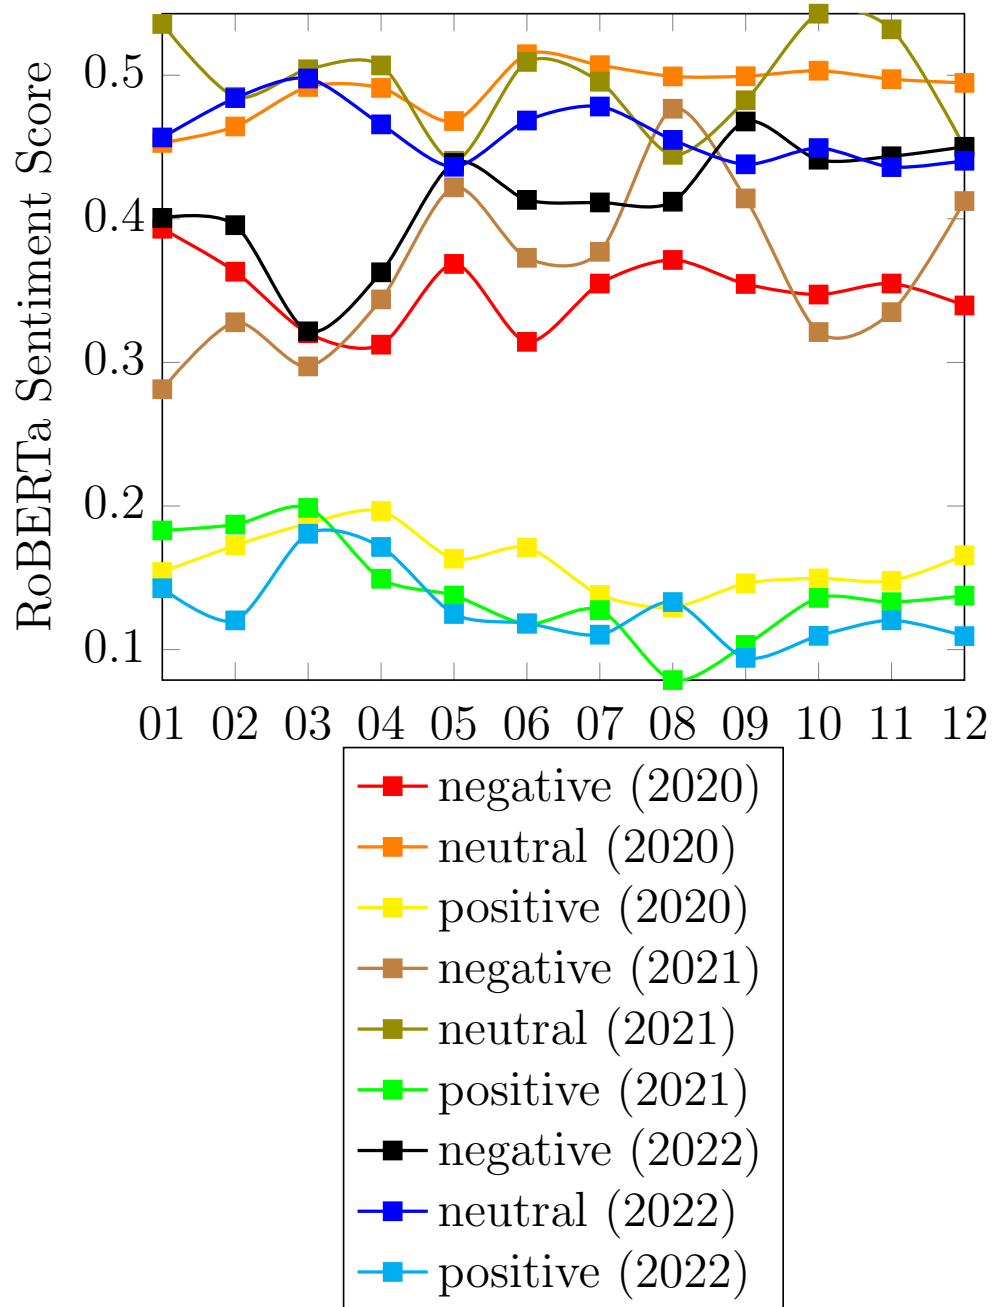 RoBERTa Sentiment Score
0.5
0.4
0.3
0.2
0.1
01 02 03 04 05 06 07 08 09 10 11 12
negative (2020)
neutral (2020)
positive (2020)
negative (2021)
neutral (2021)
positive (2021)
negative (2022)
neutral (2022)
positive (2022)